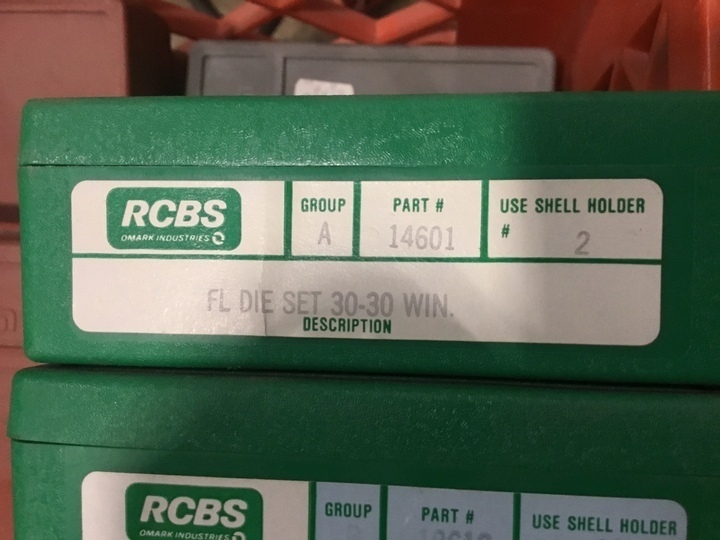 RCBS
OMARK INDUSTRIES
GROUP
A
PART #
14601
USE SHELL HOLDER
# 2
FL DIE SET 30-30 WIN.
DESCRIPTION
RCBS
OMARK INDUSTRIES
GROUP
PART #
USE SHELL HOLDER